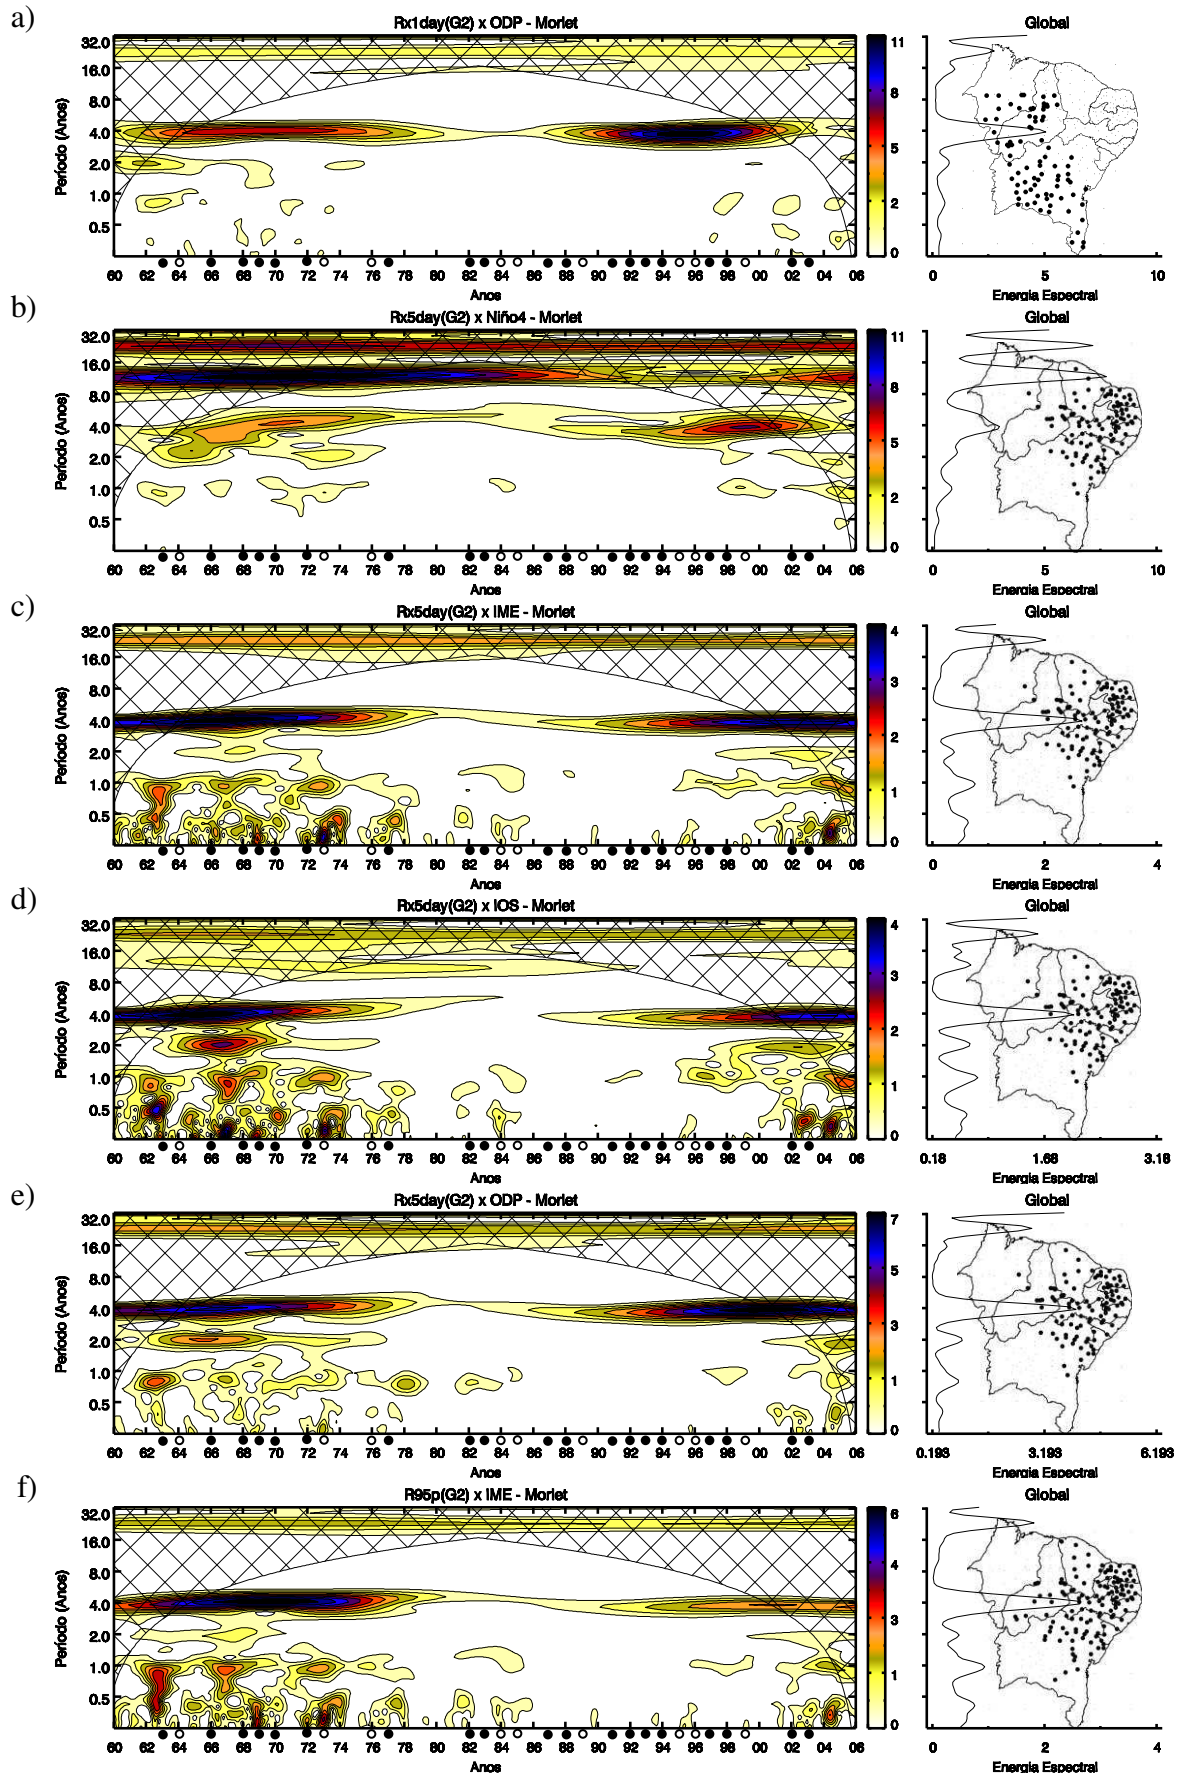 a)
Rx1day(G2) x ODP - Morlet
Global
Período (Anos)
32.0
16.0
8.0
4.0
2.0
1.0
0.5
60 62 64 66 68 70 72 74 76 78 80 82 84 86 88 90 92 94 96 98 00 02 04 06
Anos
11
8
5
2
0
0 5 10
Energia Espectral
b)
Rx5day(G2) x Niño4 - Morlet
Global
Período (Anos)
32.0
16.0
8.0
4.0
2.0
1.0
0.5
60 62 64 66 68 70 72 74 76 78 80 82 84 86 88 90 92 94 96 98 00 02 04 06
Anos
11
8
5
2
0
0 5 10
Energia Espectral
c)
Rx5day(G2) x IME - Morlet
Global
Período (Anos)
32.0
16.0
8.0
4.0
2.0
1.0
0.5
60 62 64 66 68 70 72 74 76 78 80 82 84 86 88 90 92 94 96 98 00 02 04 06
Anos
4
3
2
1
0
0 2 4
Energia Espectral
d)
Rx5day(G2) x IOS - Morlet
Global
Período (Anos)
32.0
16.0
8.0
4.0
2.0
1.0
0.5
60 62 64 66 68 70 72 74 76 78 80 82 84 86 88 90 92 94 96 98 00 02 04 06
Anos
4
3
2
1
0
0.18 1.68 3.18
Energia Espectral
e)
Rx5day(G2) x ODP - Morlet
Global
Período (Anos)
32.0
16.0
8.0
4.0
2.0
1.0
0.5
60 62 64 66 68 70 72 74 76 78 80 82 84 86 88 90 92 94 96 98 00 02 04 06
Anos
7
5
3
1
0
0.193 3.193 6.193
Energia Espectral
f)
R95p(G2) x IME - Morlet
Global
Período (Anos)
32.0
16.0
8.0
4.0
2.0
1.0
0.5
60 62 64 66 68 70 72 74 76 78 80 82 84 86 88 90 92 94 96 98 00 02 04 06
Anos
6
4
3
1
0
0 2 4
Energia Espectral